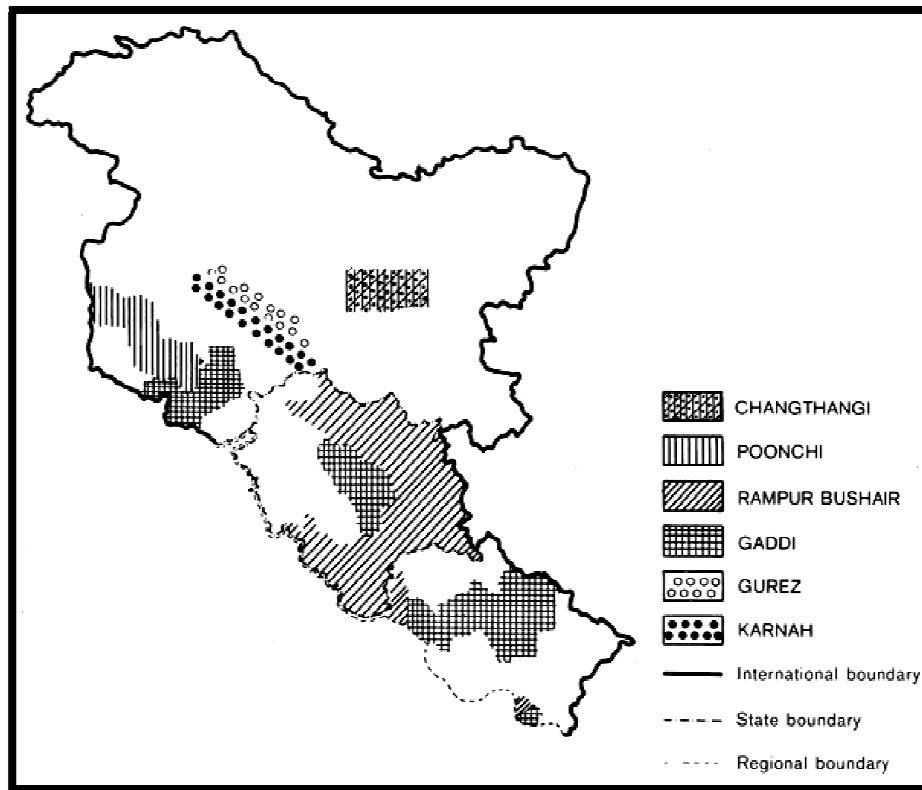 CHANGTHANGI
POONCHI
RAMPUR BUSHAIR
GADDI
GUREZ
KARNAH
International boundary
State boundary
Regional boundary